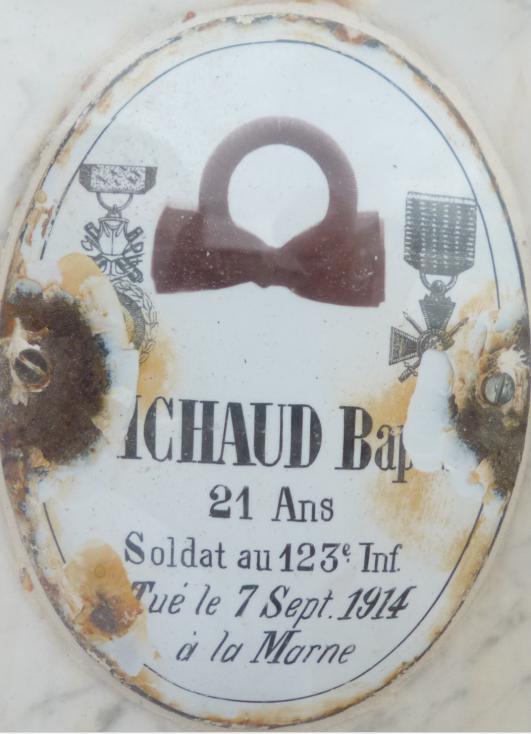 ICHAUD Bap
21 Ans
Soldat au 123e Inf.
Tué le 7 Sept. 1914
à la Marne